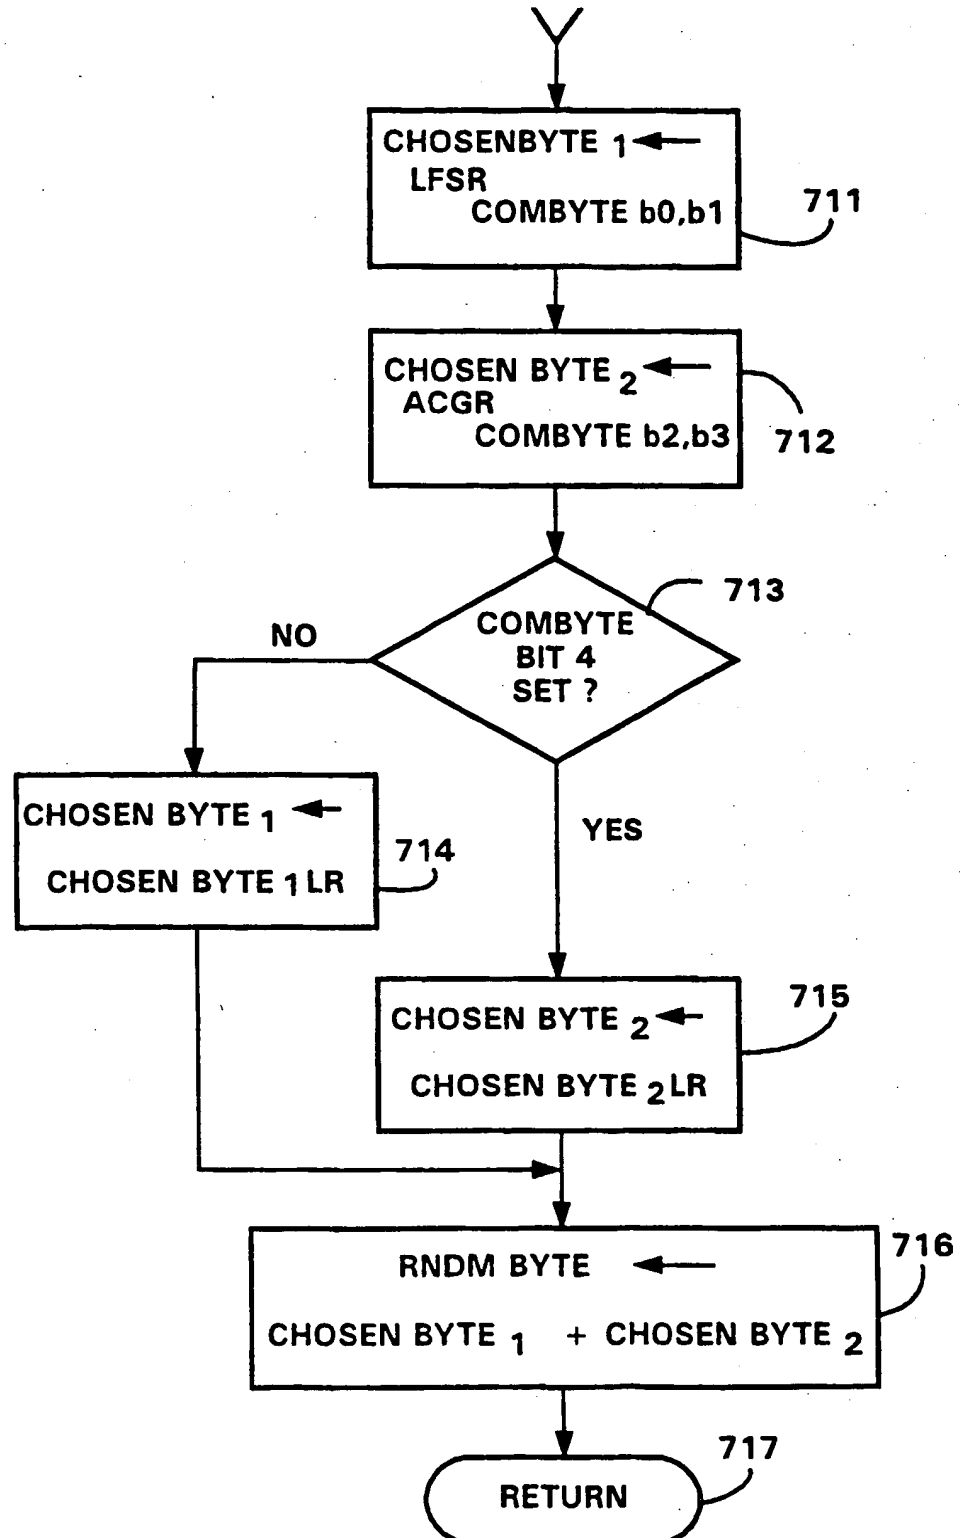 CHOSENBYTE 1 ←
LFSR
COMBYTE b0,b1
711
CHOSEN BYTE 2 ←
ACGR
COMBYTE b2,b3
712
713
COMBYTE
BIT 4
SET ?
NO
YES
CHOSEN BYTE 1 ←
CHOSEN BYTE 1 LR
714
CHOSEN BYTE 2 ←
CHOSEN BYTE 2 LR
715
RNDM BYTE ←
CHOSEN BYTE 1 + CHOSEN BYTE 2
716
RETURN
717